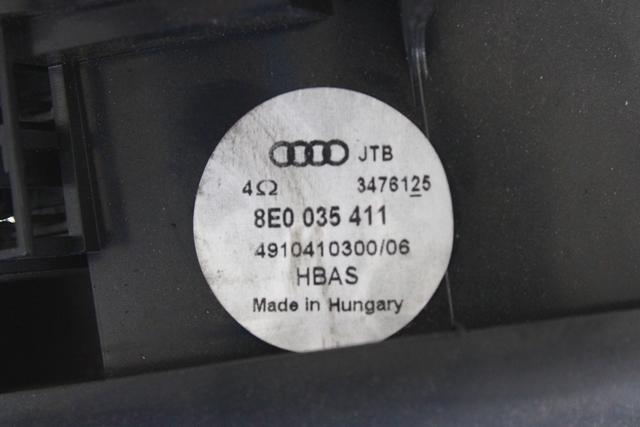 JTB
4Ω 3476125
8E0 035 411
4910410300/06
HBAS
Made in Hungary